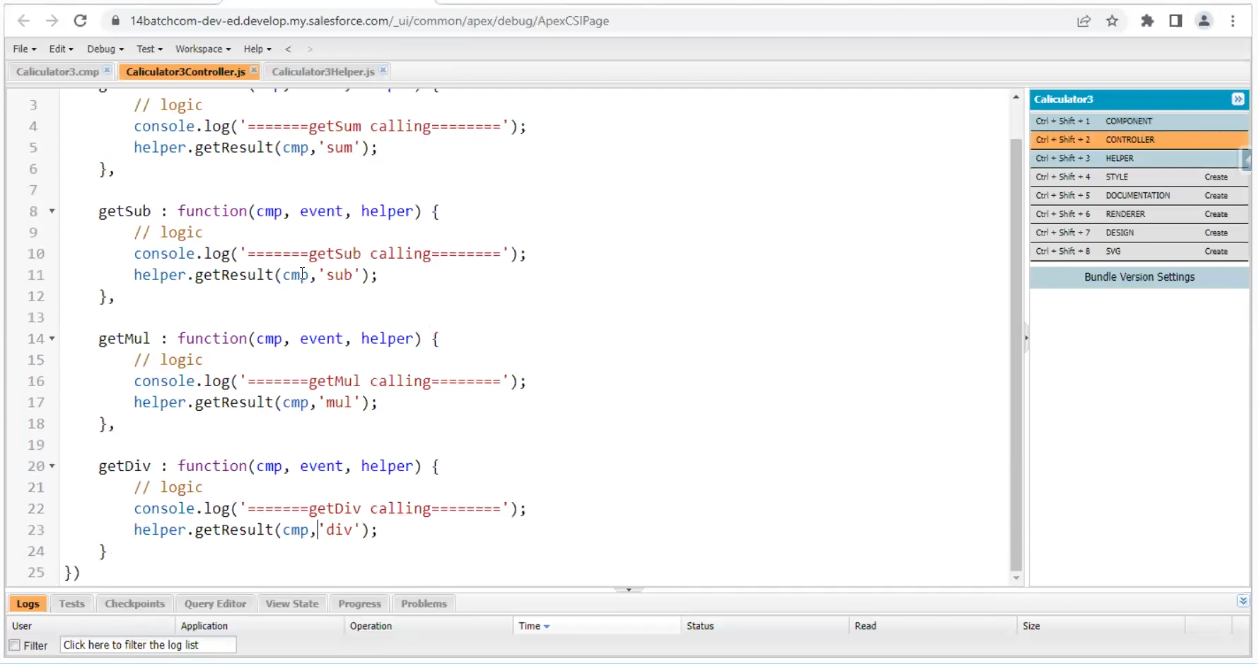 14batchcom-dev-ed.develop.my.salesforce.com/_ui/common/apex/debug/ApexCSIPage
File Edit Debug Test Workspace Help < >
Caliculator3.cmp Caliculator3Controller.js Caliculator3Helper.js
3 // logic
4 console.log('=======getSum calling========');
5 helper.getResult(cmp,'sum');
6 },
7
8 getSub : function(cmp, event, helper) {
9 // logic
10 console.log('=======getSub calling========');
11 helper.getResult(cmp,'sub');
12 },
13
14 getMul : function(cmp, event, helper) {
15 // logic
16 console.log('=======getMul calling========');
17 helper.getResult(cmp,'mul');
18 },
19
20 getDiv : function(cmp, event, helper) {
21 // logic
22 console.log('=======getDiv calling========');
23 helper.getResult(cmp,'div');
24 }
25 })
Caliculator3
Ctrl + Shift + 1 COMPONENT
Ctrl + Shift + 2 CONTROLLER
Ctrl + Shift + 3 HELPER
Ctrl + Shift + 4 STYLE Create
Ctrl + Shift + 5 DOCUMENTATION Create
Ctrl + Shift + 6 RENDERER Create
Ctrl + Shift + 7 DESIGN Create
Ctrl + Shift + 8 SVG Create
Bundle Version Settings
Logs Tests Checkpoints Query Editor View State Progress Problems
User Application Operation Time Status Read Size
Filter Click here to filter the log list